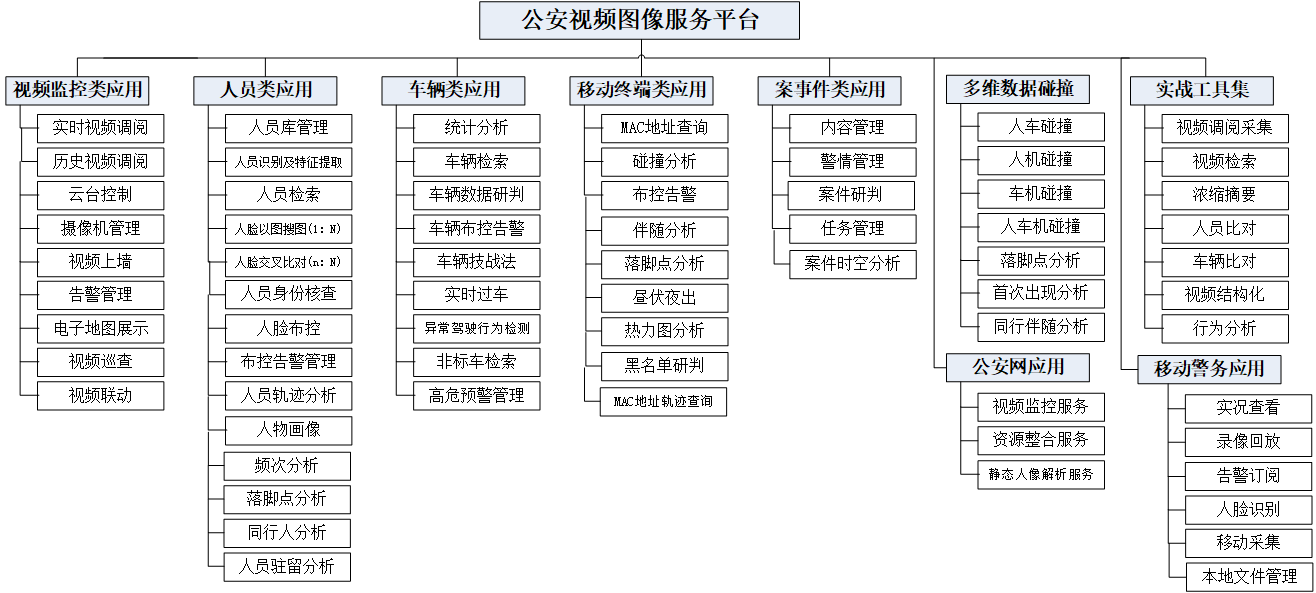 公安视频图像服务平台
视频监控类应用
实时视频调阅
历史视频调阅
云台控制
摄像机管理
视频上墙
告警管理
电子地图展示
视频巡查
视频联动
人员类应用
人员库管理
人员识别及特征提取
人员检索
人脸以图搜图(1：N)
人脸交叉比对(n：N)
人员身份核查
人脸布控
布控告警管理
人员轨迹分析
人物画像
频次分析
落脚点分析
同行人分析
人员驻留分析
车辆类应用
统计分析
车辆检索
车辆数据研判
车辆布控告警
车辆技战法
实时过车
异常驾驶行为检测
非标车检索
高危预警管理
移动终端类应用
MAC地址查询
碰撞分析
布控告警
伴随分析
落脚点分析
昼伏夜出
热力图分析
黑名单研判
MAC地址轨迹查询
案事件类应用
内容管理
警情管理
案件研判
任务管理
案件时空分析
多维数据碰撞
人车碰撞
人机碰撞
车机碰撞
人车机碰撞
落脚点分析
首次出现分析
同行伴随分析
公安网应用
视频监控服务
资源整合服务
静态人像解析服务
实战工具集
视频调阅采集
视频检索
浓缩摘要
人员比对
车辆比对
视频结构化
行为分析
移动警务应用
实况查看
录像回放
告警订阅
人脸识别
移动采集
本地文件管理